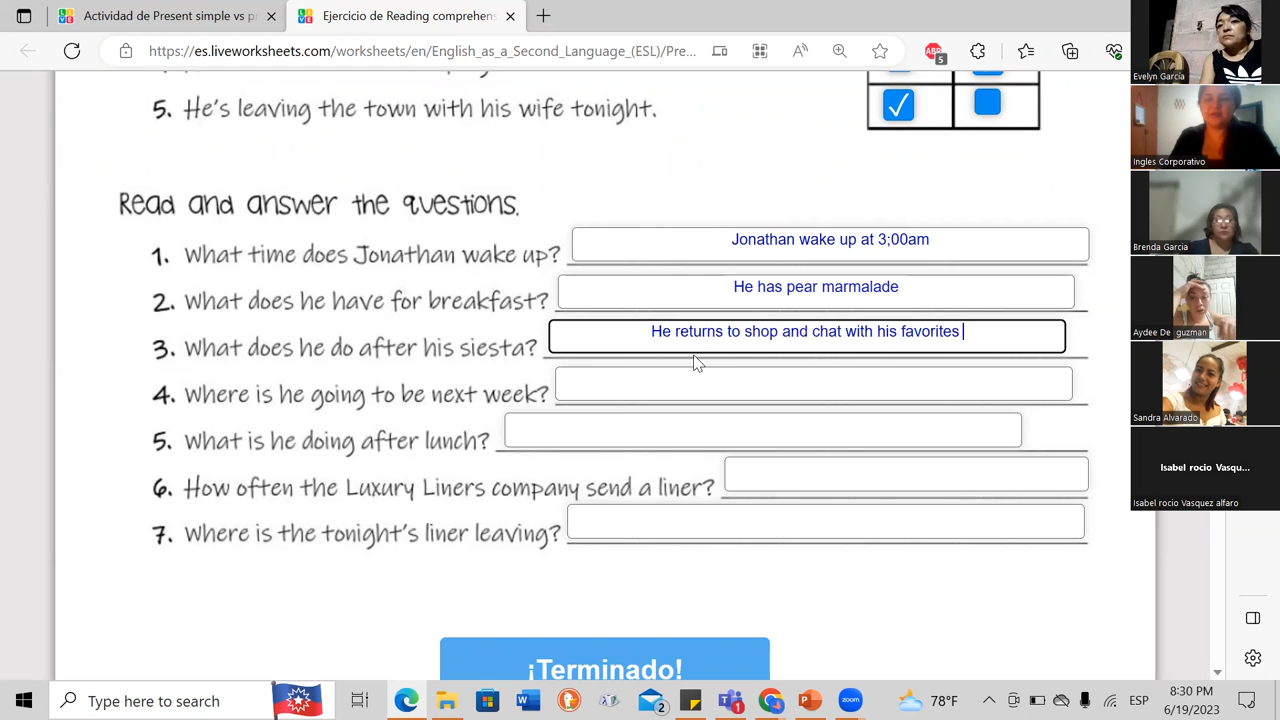 Actividad de Present simple vs p
Ejercicio de Reading comprehens
https://es.liveworksheets.com/worksheets/en/English_as_a_Second_Language_(ESL)/Pre...
5
5. He's leaving the town with his wife tonight.
Read and answer the questions.
1. What time does Jonathan wake up? Jonathan wake up at 3;00am
2. What does he have for breakfast? He has pear marmalade
3. What does he do after his siesta? He returns to shop and chat with his favorites
4. Where is he going to be next week?
5. What is he doing after lunch?
6. How often the Luxury Liners company send a liner?
7. Where is the tonight's liner leaving?
¡Terminado!
Evelyn García
Ingles Corporativo
Brenda Garcia
Aydee De guzman
Sandra Alvarado
Isabel rocio Vasqu...
Isabel rocio Vasquez alfaro
Type here to search
2
1
78°F
ESP
8:30 PM
6/19/2023